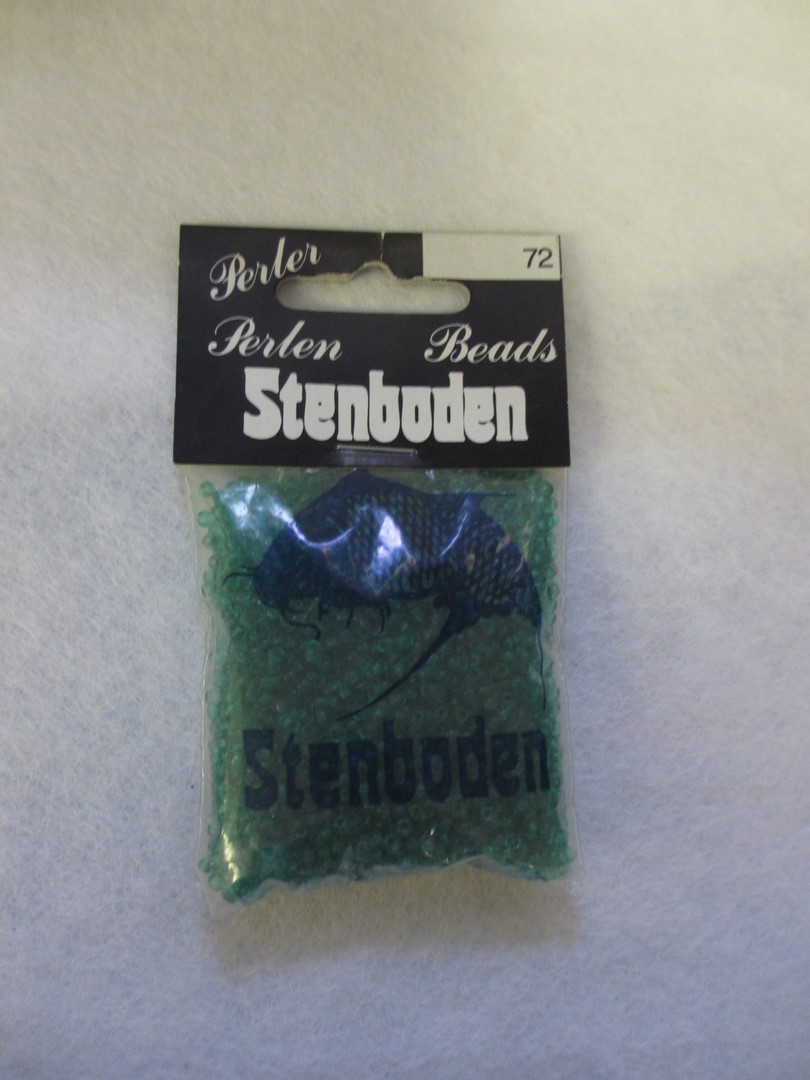 Perler
72
Perlen Beads
Stenboden
Stenboden